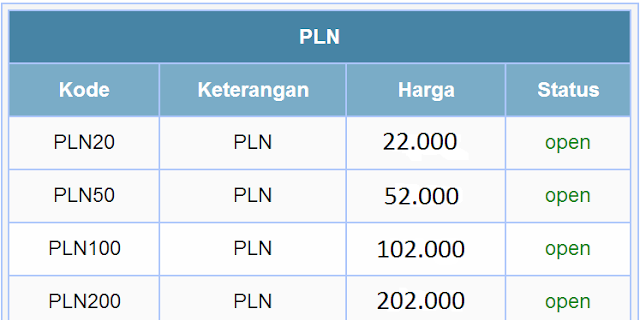 PLN
Kode Keterangan Harga Status
PLN20 PLN 22.000 open
PLN50 PLN 52.000 open
PLN100 PLN 102.000 open
PLN200 PLN 202.000 open